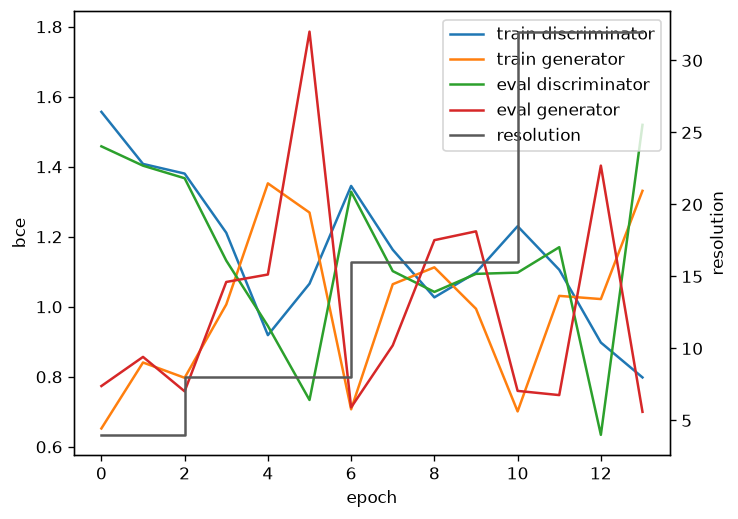 train discriminator
train generator
eval discriminator
eval generator
resolution
1.8
1.6
1.4
1.2
1.0
0.8
0.6
bce
30
25
20
15
10
5
resolution
0 2 4 6 8 10 12
epoch